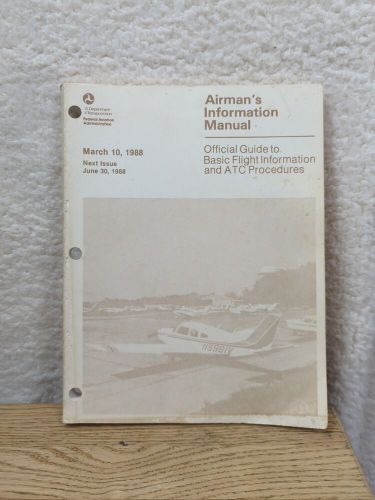 U.S. Department
of Transportation
Federal Aviation
Administration
Airman's
Information
Manual
March 10, 1988
Next Issue
June 30, 1988
Official Guide to
Basic Flight Information
and ATC Procedures